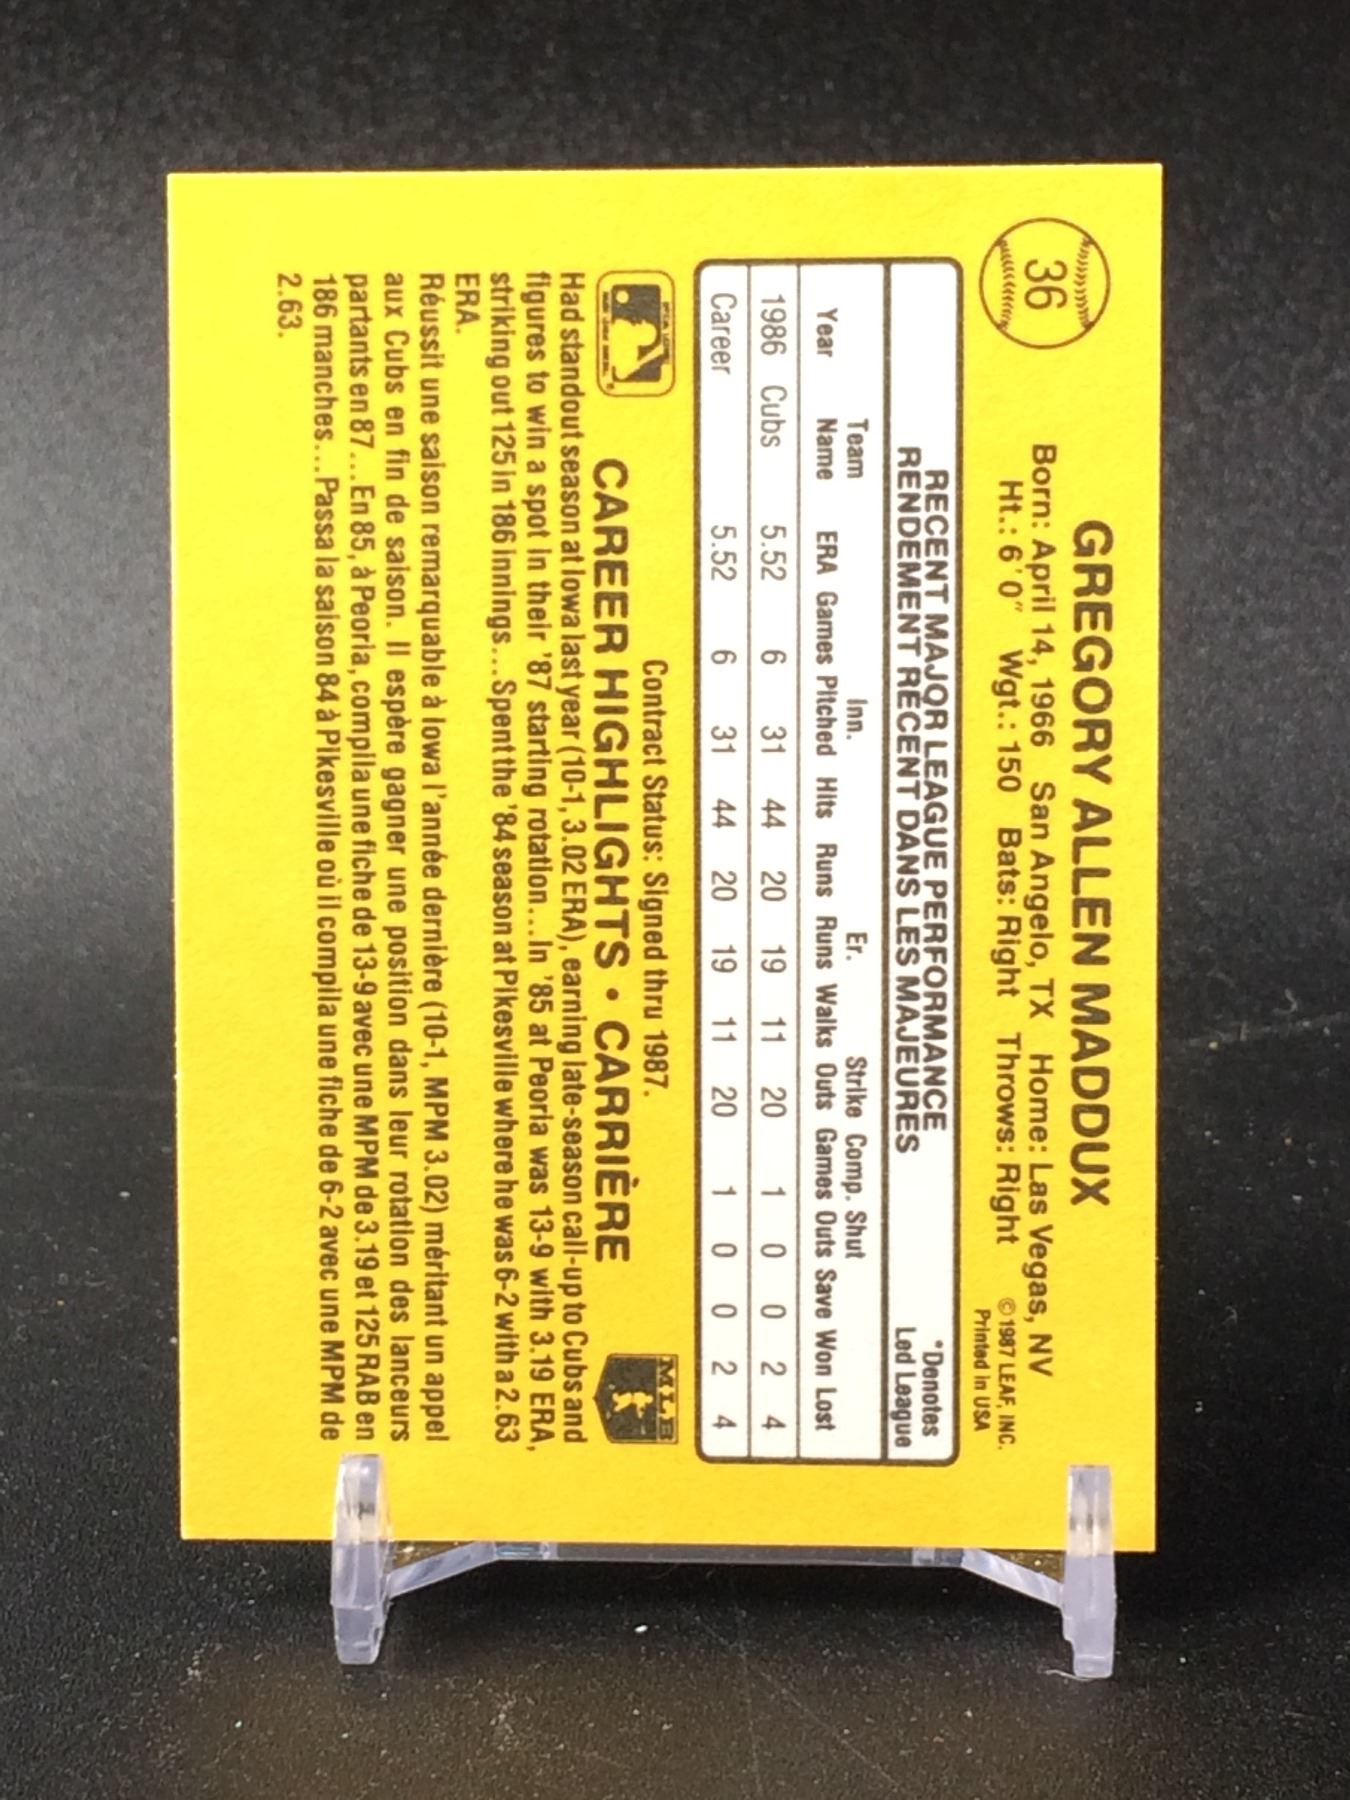 36
GREGORY ALLEN MADDUX
Born: April 14, 1966 San Angelo, TX Home: Las Vegas, NV
Ht.: 6'0" Wgt.: 150 Bats: Right Throws: Right
©1987 LEAF, INC.
Printed in USA
RECENT MAJOR LEAGUE PERFORMANCE
RENDEMENT RÉCENT DANS LES MAJEURES
*Denotes
Led League
Team Inn. Er. Strike Comp. Shut
Year Name ERA Games Pitched Hits Runs Runs Walks Outs Games Outs Save Won Lost
1986 Cubs 5.52 6 31 44 20 19 11 20 1 0 0 2 4
Career 5.52 6 31 44 20 19 11 20 1 0 0 2 4
Contract Status: Signed thru 1987.
CAREER HIGHLIGHTS • CARRIÈRE
MLB
Had standout season at Iowa last year (10-1, 3.02 ERA), earning late-season call-up to Cubs and
figures to win a spot in their '87 starting rotation...In '85 at Peoria was 13-9 with 3.19 ERA,
striking out 125 in 186 innings...Spent the '84 season at Pikesville where he was 6-2 with a 2.63
ERA.
Réussit une saison remarquable à Iowa l'année dernière (10-1, MPM 3.02) méritant un appel
aux Cubs en fin de saison. Il espère gagner une position dans leur rotation des lanceurs
partants en 87...En 85, à Peoria, compila une fiche de 13-9 avec une MPM de 3.19 et 125 RAB en
186 manches...Passa la saison 84 à Pikesville où il compila une fiche de 6-2 avec une MPM de
2.63.